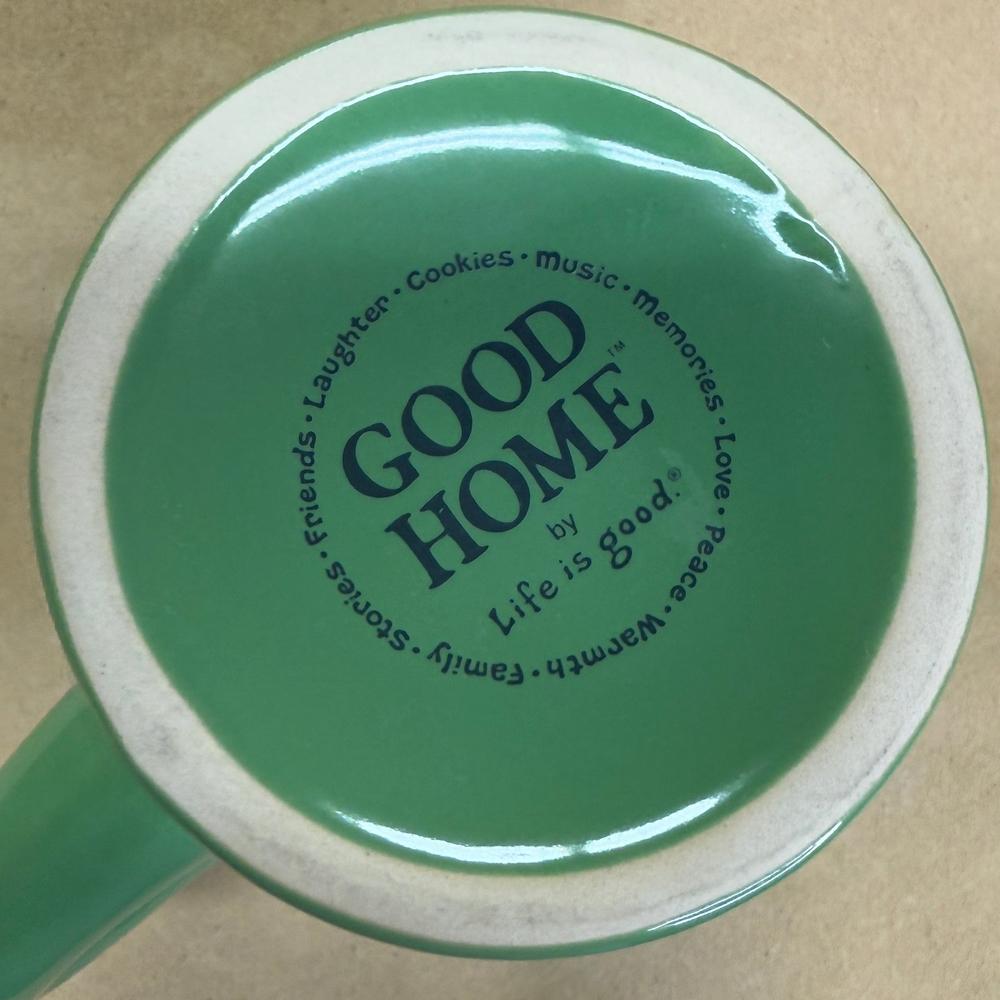 Cookies · Music · Memories · Love · Peace · Warmth · Family · Stories · Friends · Laughter ·
GOOD
HOME™
by
Life is good.®